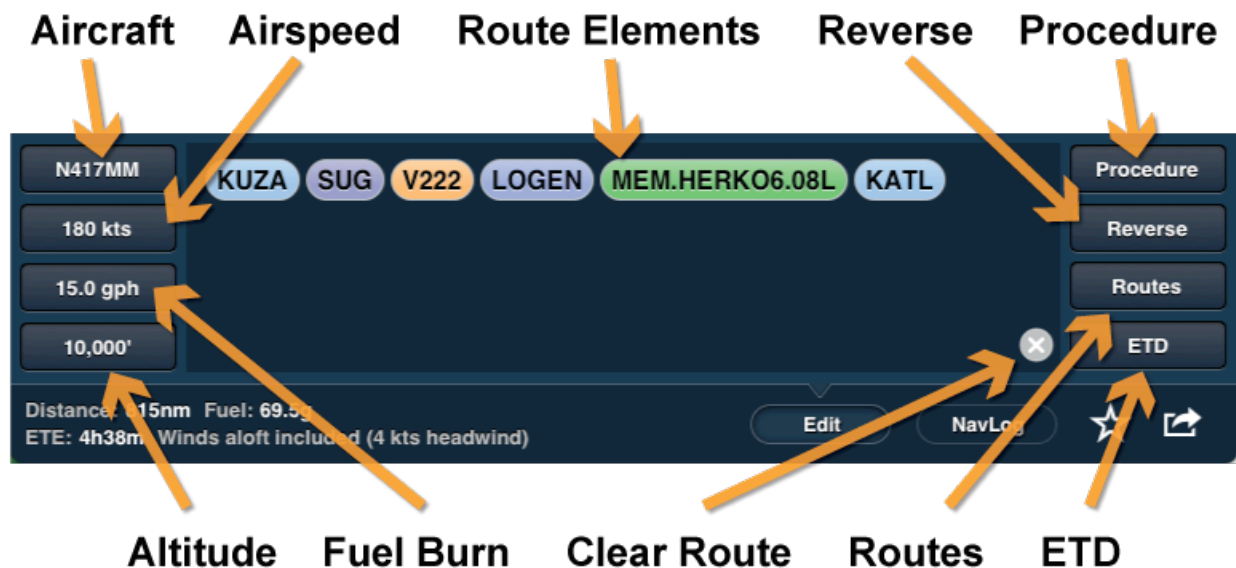 Aircraft Airspeed Route Elements Reverse Procedure
N417MM KUZA SUG V222 LOGEN MEM.HERKO6.08L KATL Procedure
180 kts Reverse
15.0 gph Routes
10,000' ETD
Distance: 815nm Fuel: 69.5g
ETE: 4h38m Winds aloft included (4 kts headwind) Edit NavLog
Altitude Fuel Burn Clear Route Routes ETD